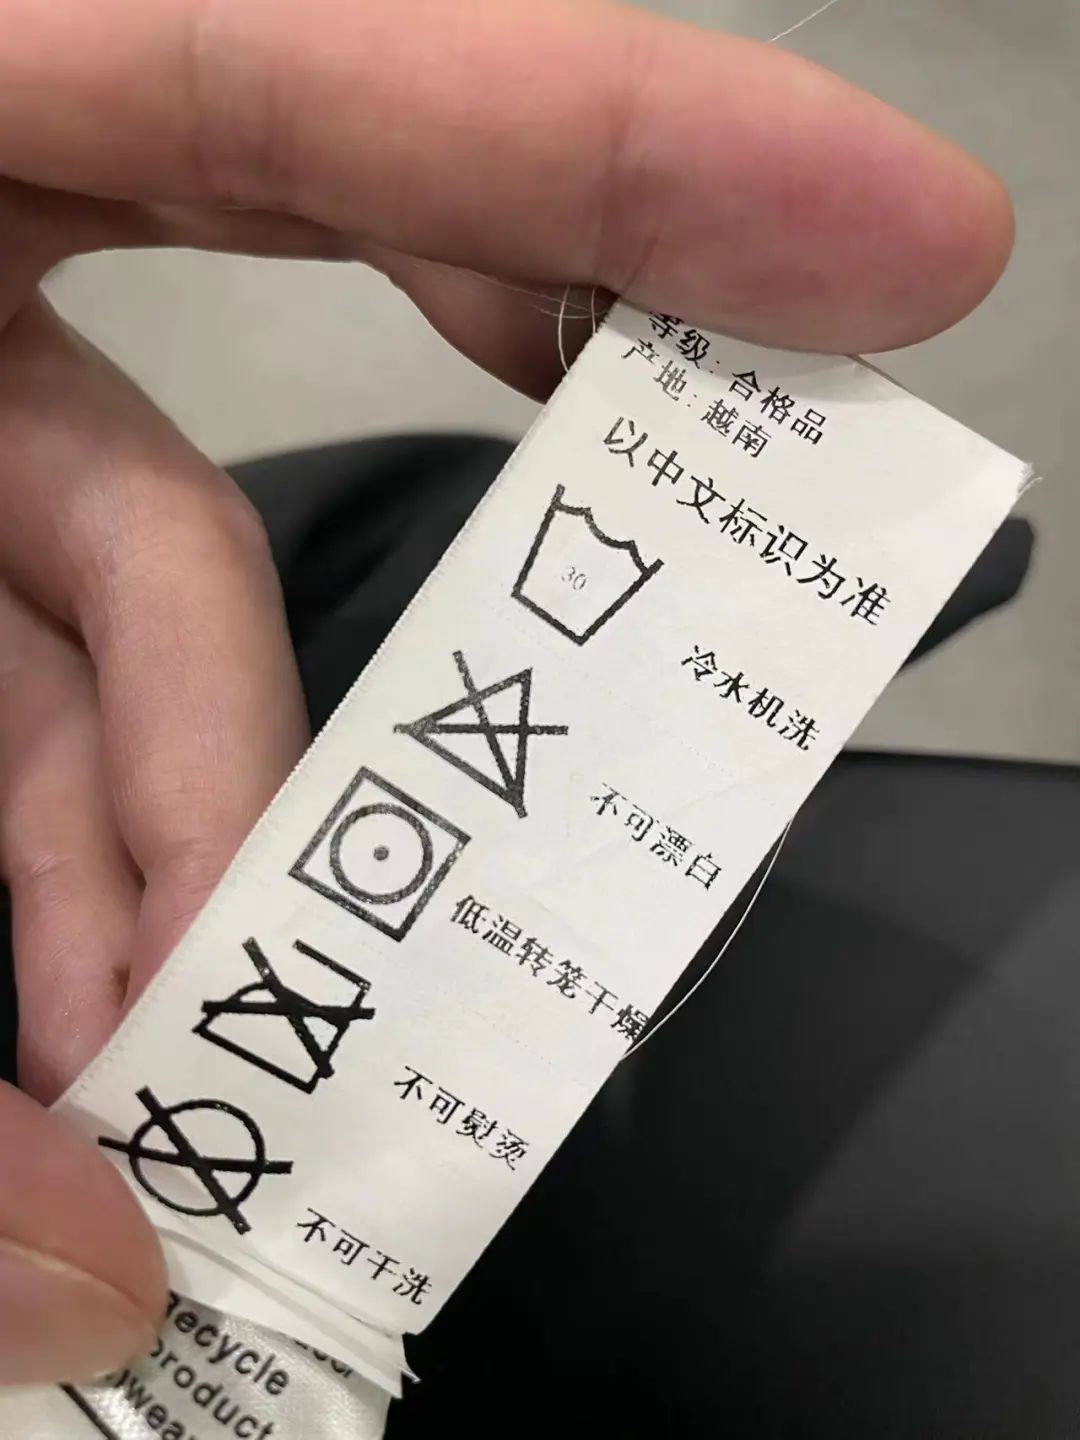 等级: 合格品
产地: 越南
以中文标识为准
30
冷水机洗
不可漂白
低温转笼干燥
不可熨烫
不可干洗
Recycle
product